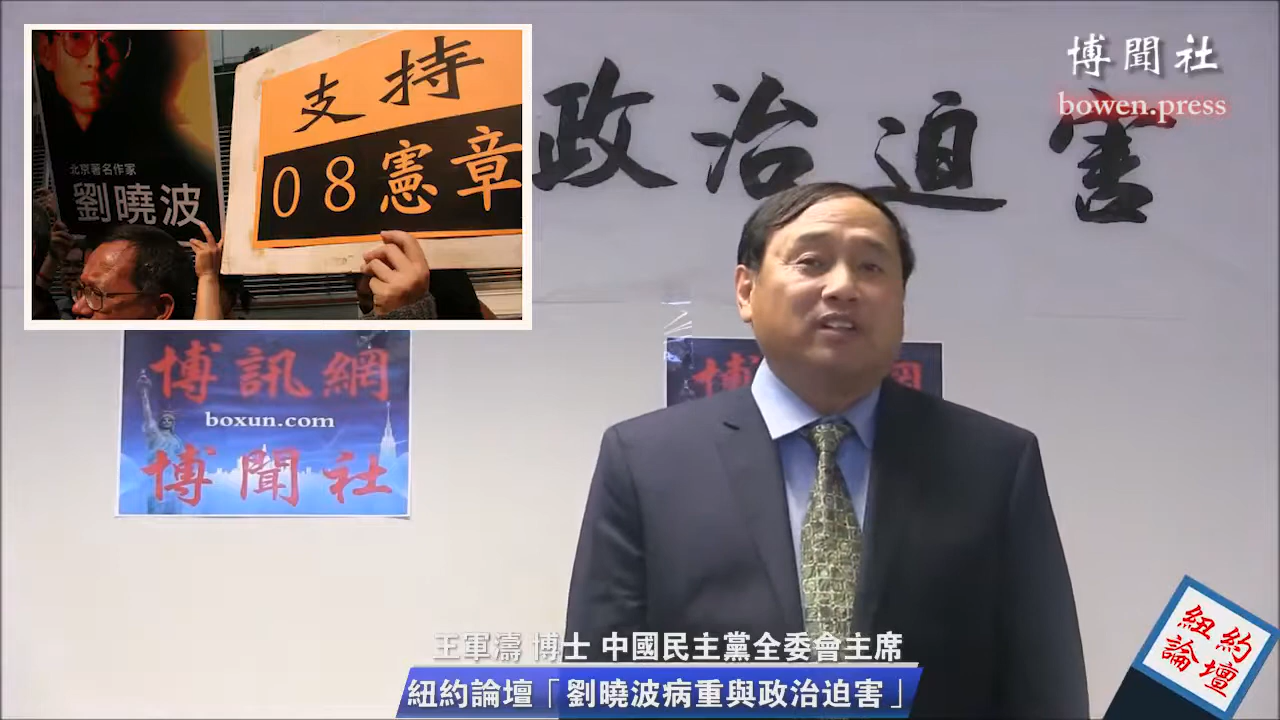 支持
08憲章
北京著名作家
劉曉波
政治迫害
博聞社
bowen.press
博訊網
boxun.com
博聞社
博 網
紐約
論壇
王軍濤 博士 中國民主黨全委會主席
紐約論壇「劉曉波病重與政治迫害」